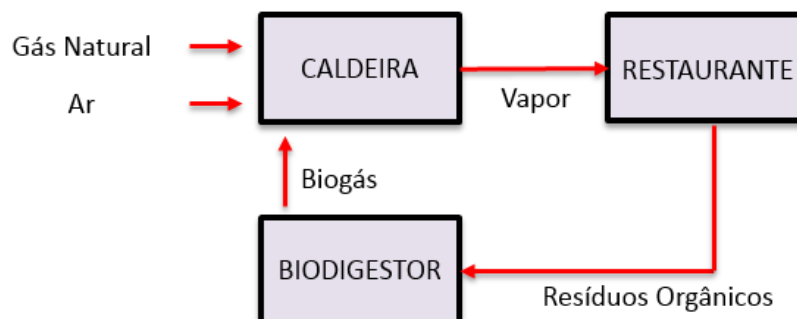 Gás Natural
CALDEIRA
RESTAURANTE
Ar
Vapor
Biogás
BIODIGESTOR
Resíduos Orgânicos